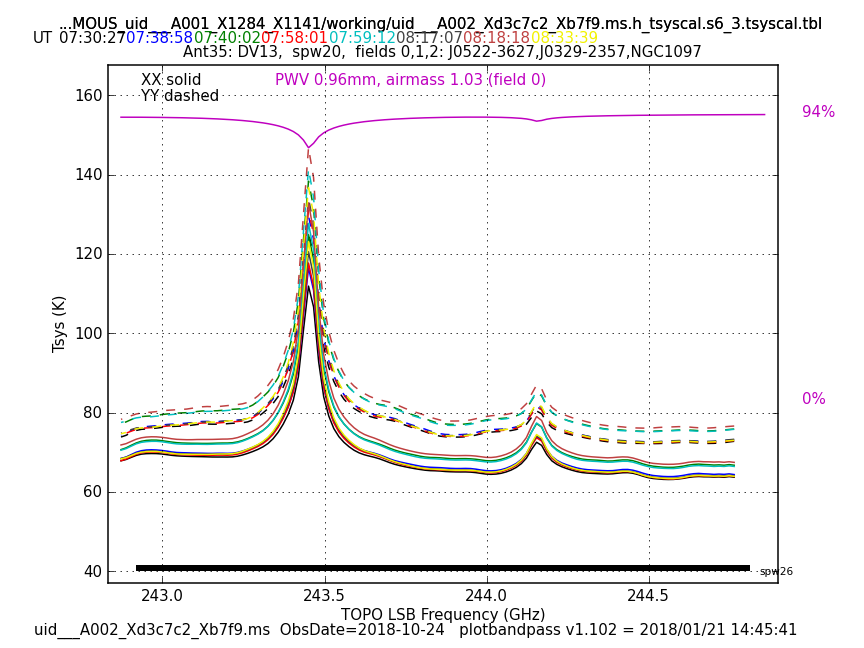 ...MOUS_uid___A001_X1284_X1141/working/uid___A002_Xd3c7c2_Xb7f9.ms.h_tsyscal.s6_3.tsyscal.tbl
UT 07:30:27 07:38:58 07:40:02 07:58:01 07:59:12 08:17:07 08:18:18 08:33:39
Ant35: DV13, spw20, fields 0,1,2: J0522-3627,J0329-2357,NGC1097
XX solid
PWV 0.96mm, airmass 1.03 (field 0)
YY dashed
160
94%
140
120
Tsys (K)
100
0%
80
60
40
spw26
243.0 243.5 244.0 244.5
TOPO LSB Frequency (GHz)
uid___A002_Xd3c7c2_Xb7f9.ms ObsDate=2018-10-24 plotbandpass v1.102 = 2018/01/21 14:45:41